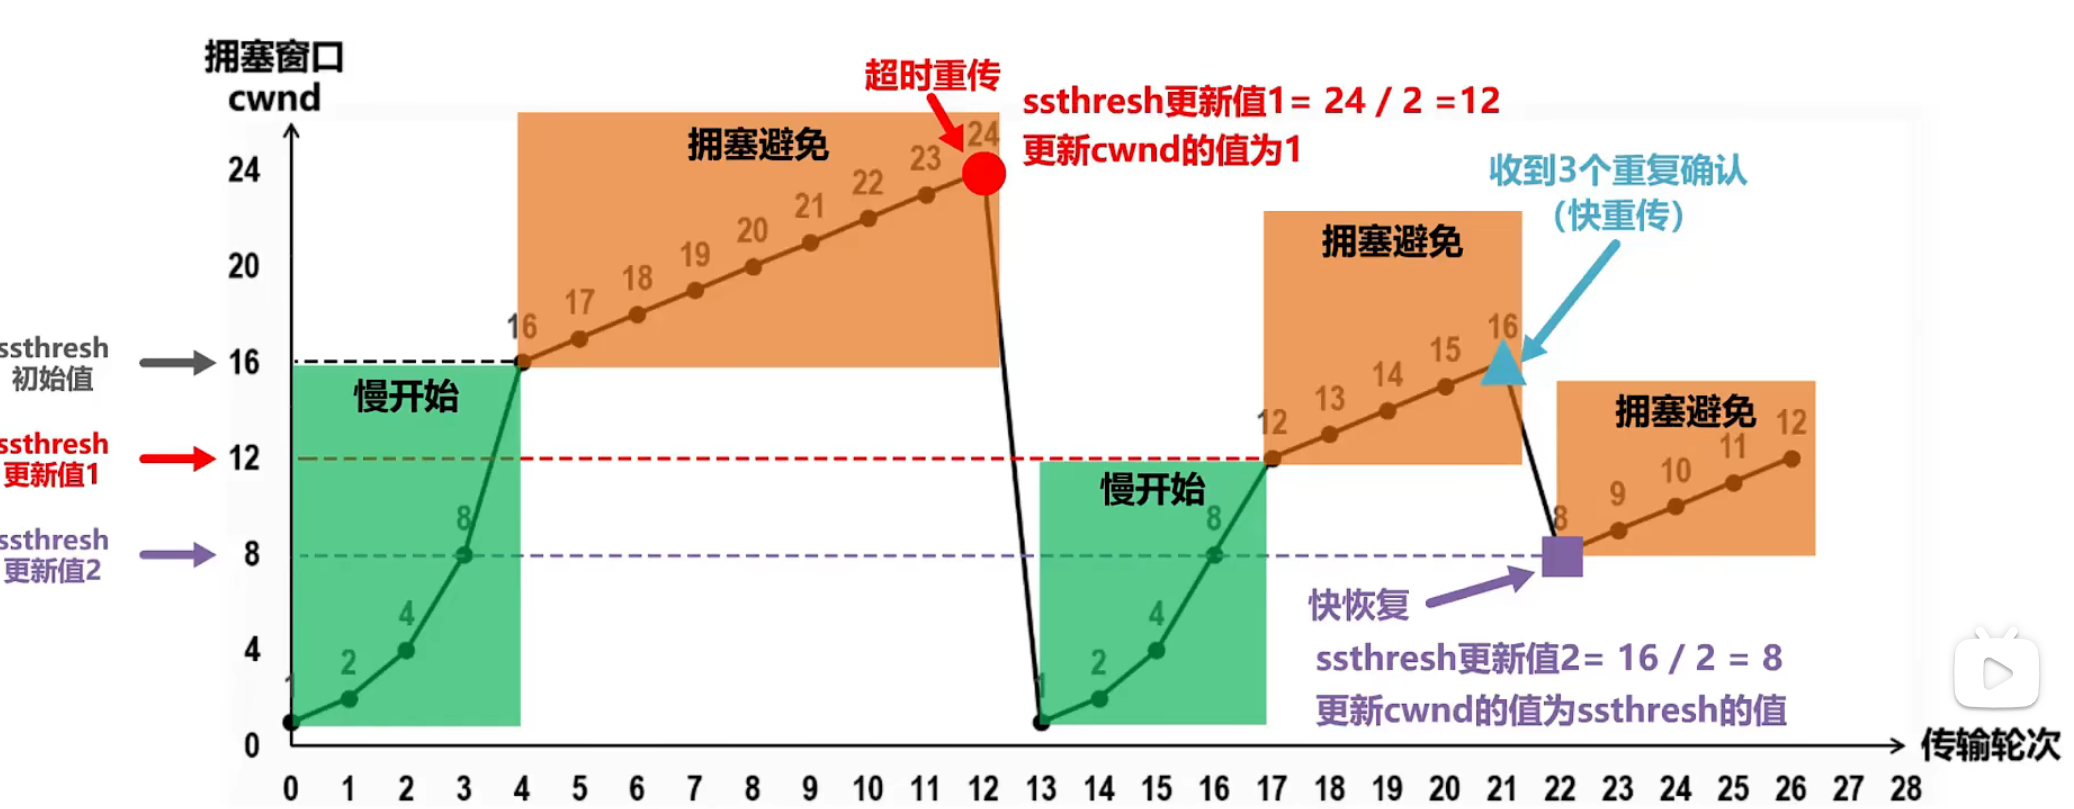 拥塞窗口
cwnd
超时重传
ssthresh更新值1= 24 / 2 =12
更新cwnd的值为1
收到3个重复确认
（快重传）
拥塞避免
拥塞避免
拥塞避免
慢开始
慢开始
ssthresh
初始值
ssthresh
更新值1
ssthresh
更新值2
24
20
16
12
8
4
0
1
2
4
8
16
17
18
19
20
21
22
23
24
1
2
4
8
12
13
14
15
16
8
9
10
11
12
快恢复
ssthresh更新值2= 16 / 2 = 8
更新cwnd的值为ssthresh的值
传输轮次
0 1 2 3 4 5 6 7 8 9 10 11 12 13 14 15 16 17 18 19 20 21 22 23 24 25 26 27 28